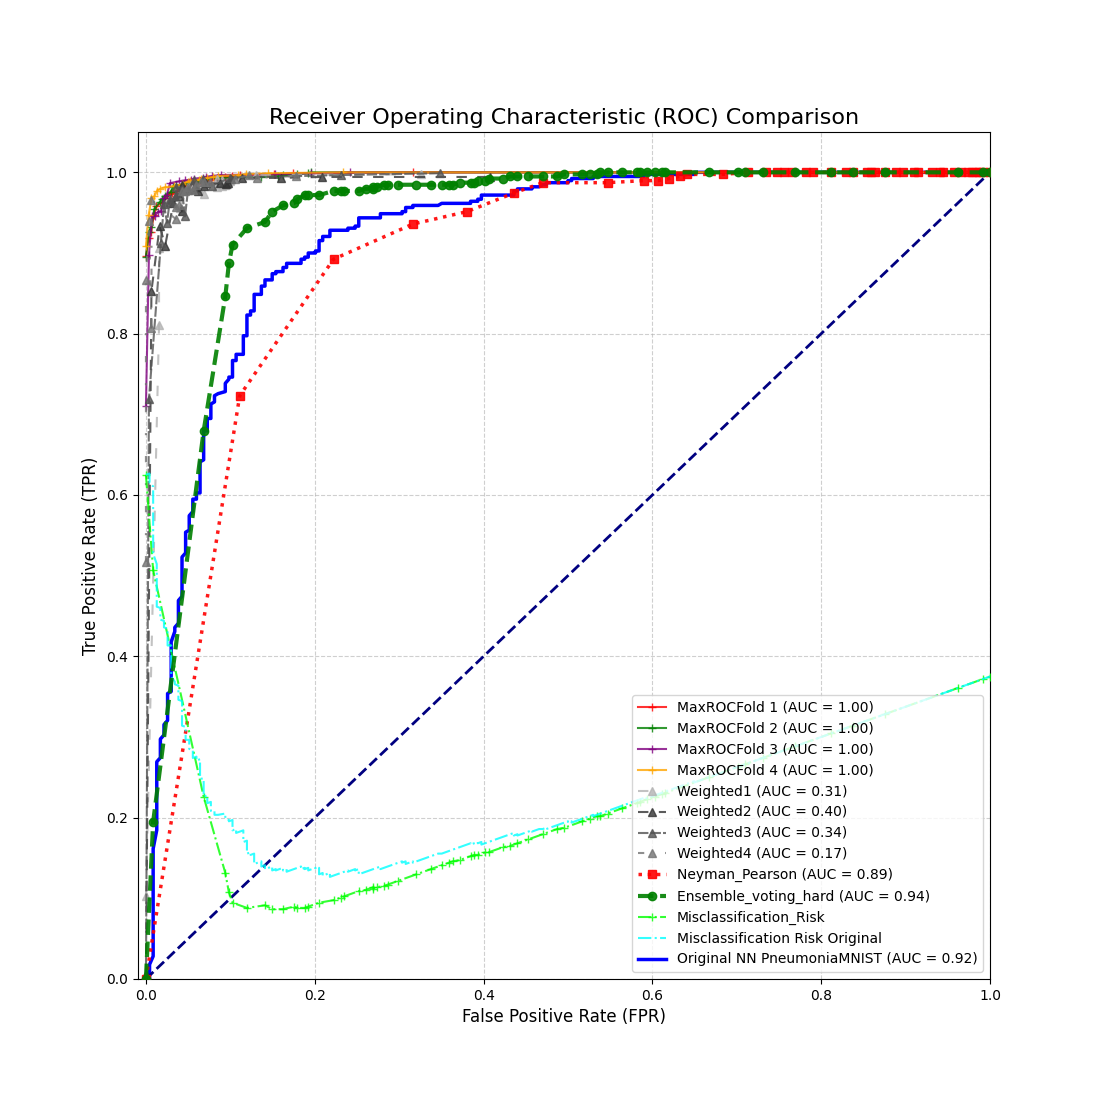 Receiver Operating Characteristic (ROC) Comparison
True Positive Rate (TPR)
1.0
0.8
0.6
0.4
0.2
0.0
0.0 0.2 0.4 0.6 0.8 1.0
False Positive Rate (FPR)
MaxROCFold 1 (AUC = 1.00)
MaxROCFold 2 (AUC = 1.00)
MaxROCFold 3 (AUC = 1.00)
MaxROCFold 4 (AUC = 1.00)
Weighted1 (AUC = 0.31)
Weighted2 (AUC = 0.40)
Weighted3 (AUC = 0.34)
Weighted4 (AUC = 0.17)
Neyman_Pearson (AUC = 0.89)
Ensemble_voting_hard (AUC = 0.94)
Misclassification_Risk
Misclassification Risk Original
Original NN PneumoniaMNIST (AUC = 0.92)